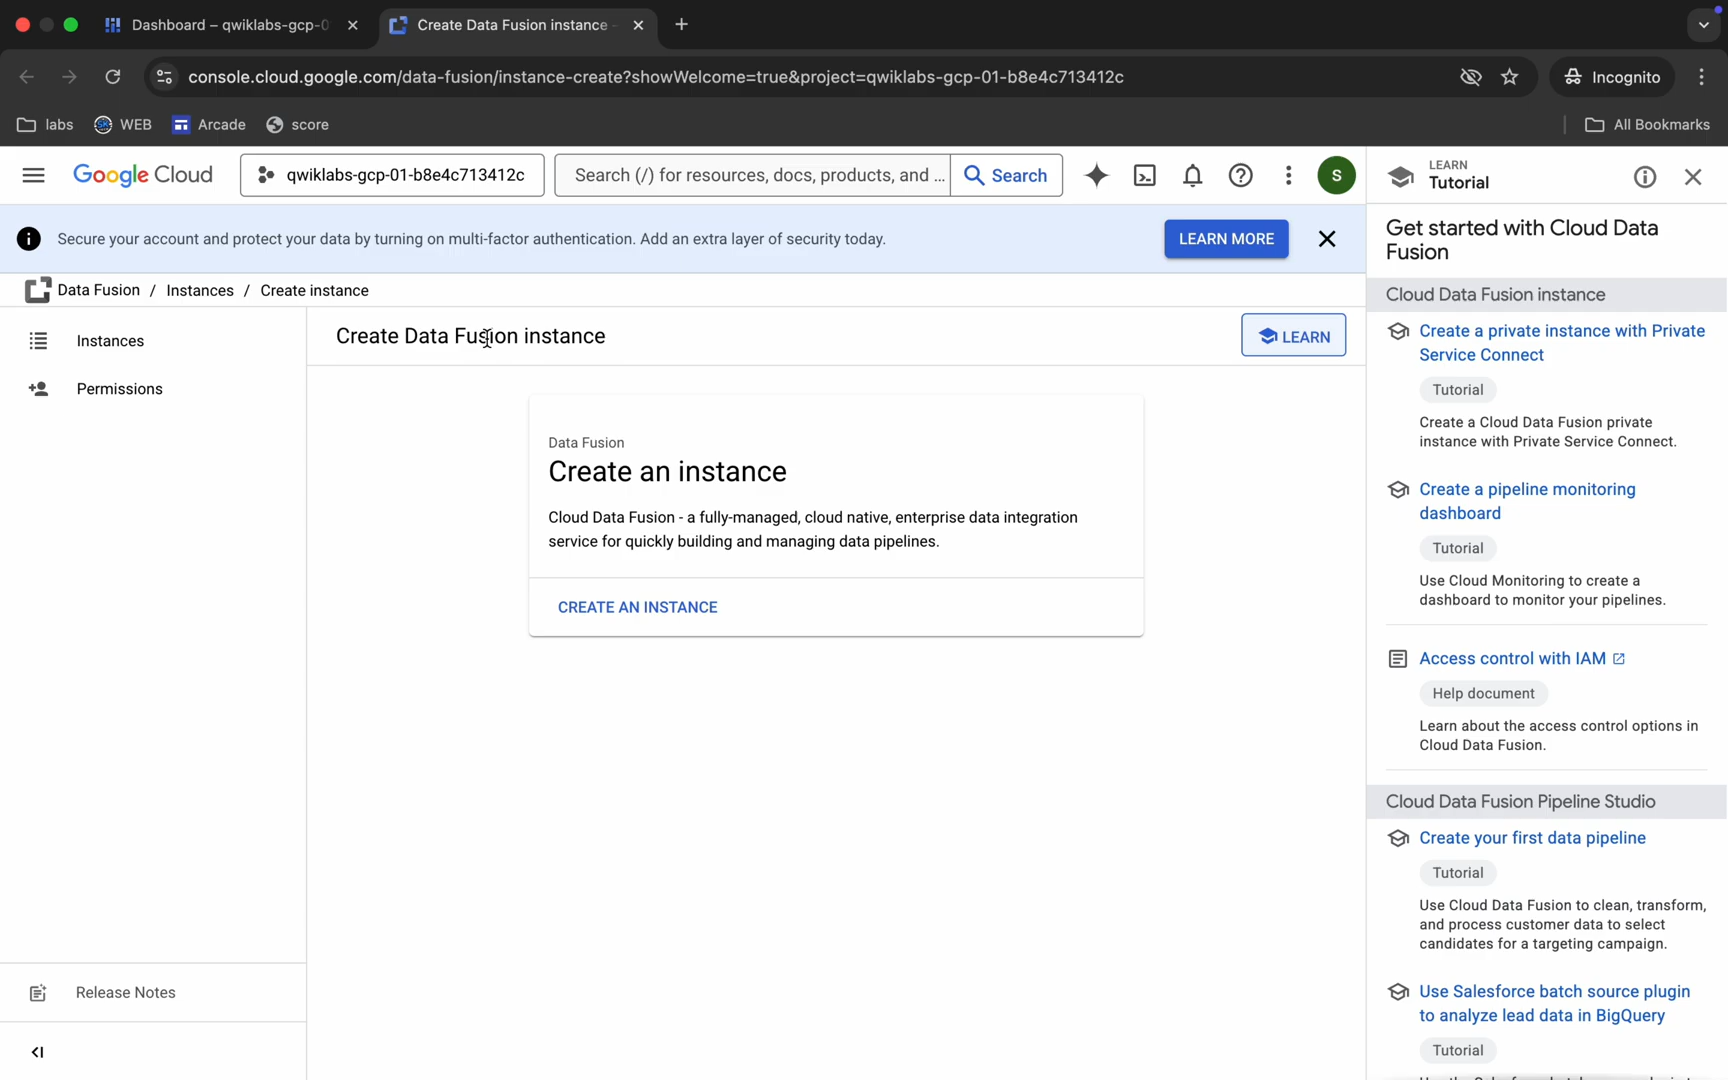 Dashboard – qwiklabs-gcp-0
Create Data Fusion instance -
console.cloud.google.com/data-fusion/instance-create?showWelcome=true&project=qwiklabs-gcp-01-b8e4c713412c
Incognito
labs
WEB
Arcade
score
All Bookmarks
Google Cloud
qwiklabs-gcp-01-b8e4c713412c
Search (/) for resources, docs, products, and ...
Search
S
LEARN
Tutorial
Secure your account and protect your data by turning on multi-factor authentication. Add an extra layer of security today.
LEARN MORE
Data Fusion / Instances / Create instance
Instances
Permissions
Release Notes
Create Data Fusion instance
LEARN
Data Fusion
Create an instance
Cloud Data Fusion - a fully-managed, cloud native, enterprise data integration
service for quickly building and managing data pipelines.
CREATE AN INSTANCE
Get started with Cloud Data
Fusion
Cloud Data Fusion instance
Create a private instance with Private
Service Connect
Tutorial
Create a Cloud Data Fusion private
instance with Private Service Connect.
Create a pipeline monitoring
dashboard
Tutorial
Use Cloud Monitoring to create a
dashboard to monitor your pipelines.
Access control with IAM
Help document
Learn about the access control options in
Cloud Data Fusion.
Cloud Data Fusion Pipeline Studio
Create your first data pipeline
Tutorial
Use Cloud Data Fusion to clean, transform,
and process customer data to select
candidates for a targeting campaign.
Use Salesforce batch source plugin
to analyze lead data in BigQuery
Tutorial